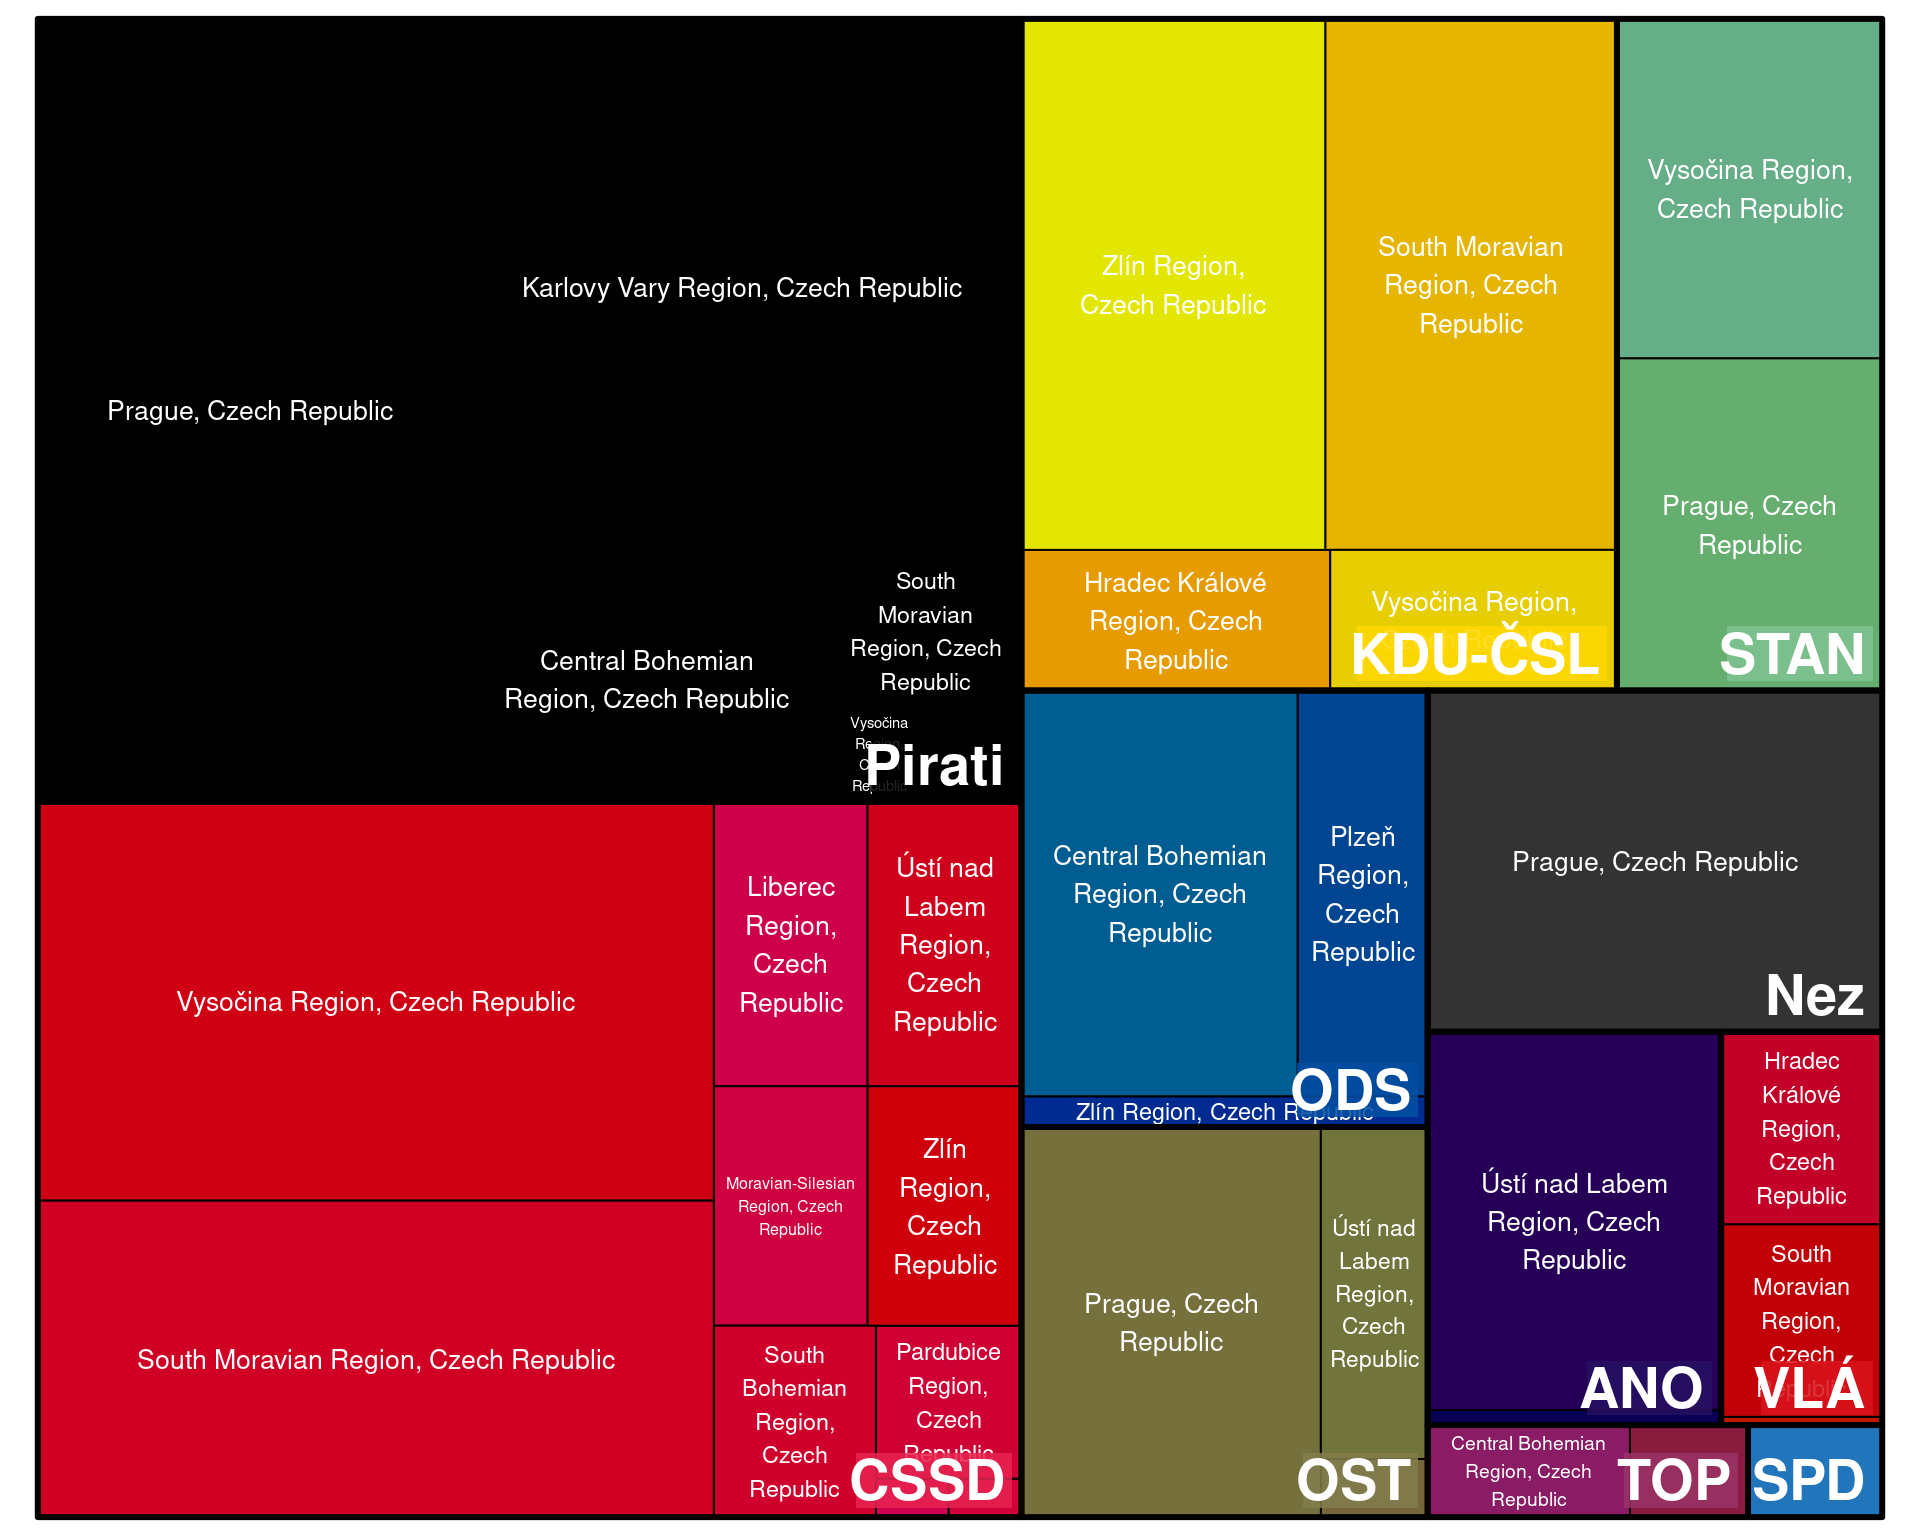 Karlovy Vary Region, Czech Republic
Prague, Czech Republic
Central Bohemian
Region, Czech Republic
South
Moravian
Region, Czech
Republic
Vysočina
Republic
Pirati
Zlín Region,
Czech Republic
South Moravian
Region, Czech
Republic
Hradec Králové
Region, Czech
Republic
Vysočina Region,
Czech Republic
KDU-ČSL
Vysočina Region,
Czech Republic
Prague, Czech
Republic
STAN
Vysočina Region, Czech Republic
South Moravian Region, Czech Republic
Liberec
Region,
Czech
Republic
Ústí nad
Labem
Region,
Czech
Republic
Moravian-Silesian
Region, Czech
Republic
Zlín
Region,
Czech
Republic
South
Bohemian
Region,
Czech
Republic
Pardubice
Region,
Czech
Republic
CSSD
Central Bohemian
Region, Czech
Republic
Plzeň
Region,
Czech
Republic
Zlín Region, Czech Republic
ODS
Prague, Czech Republic
Nez
Prague, Czech
Republic
Ústí nad
Labem
Region,
Czech
Republic
OST
Ústí nad Labem
Region, Czech
Republic
ANO
Hradec
Králové
Region,
Czech
Republic
South
Moravian
Region,
Czech
VLÁ
Central Bohemian
Region, Czech
Republic
TOP
SPD